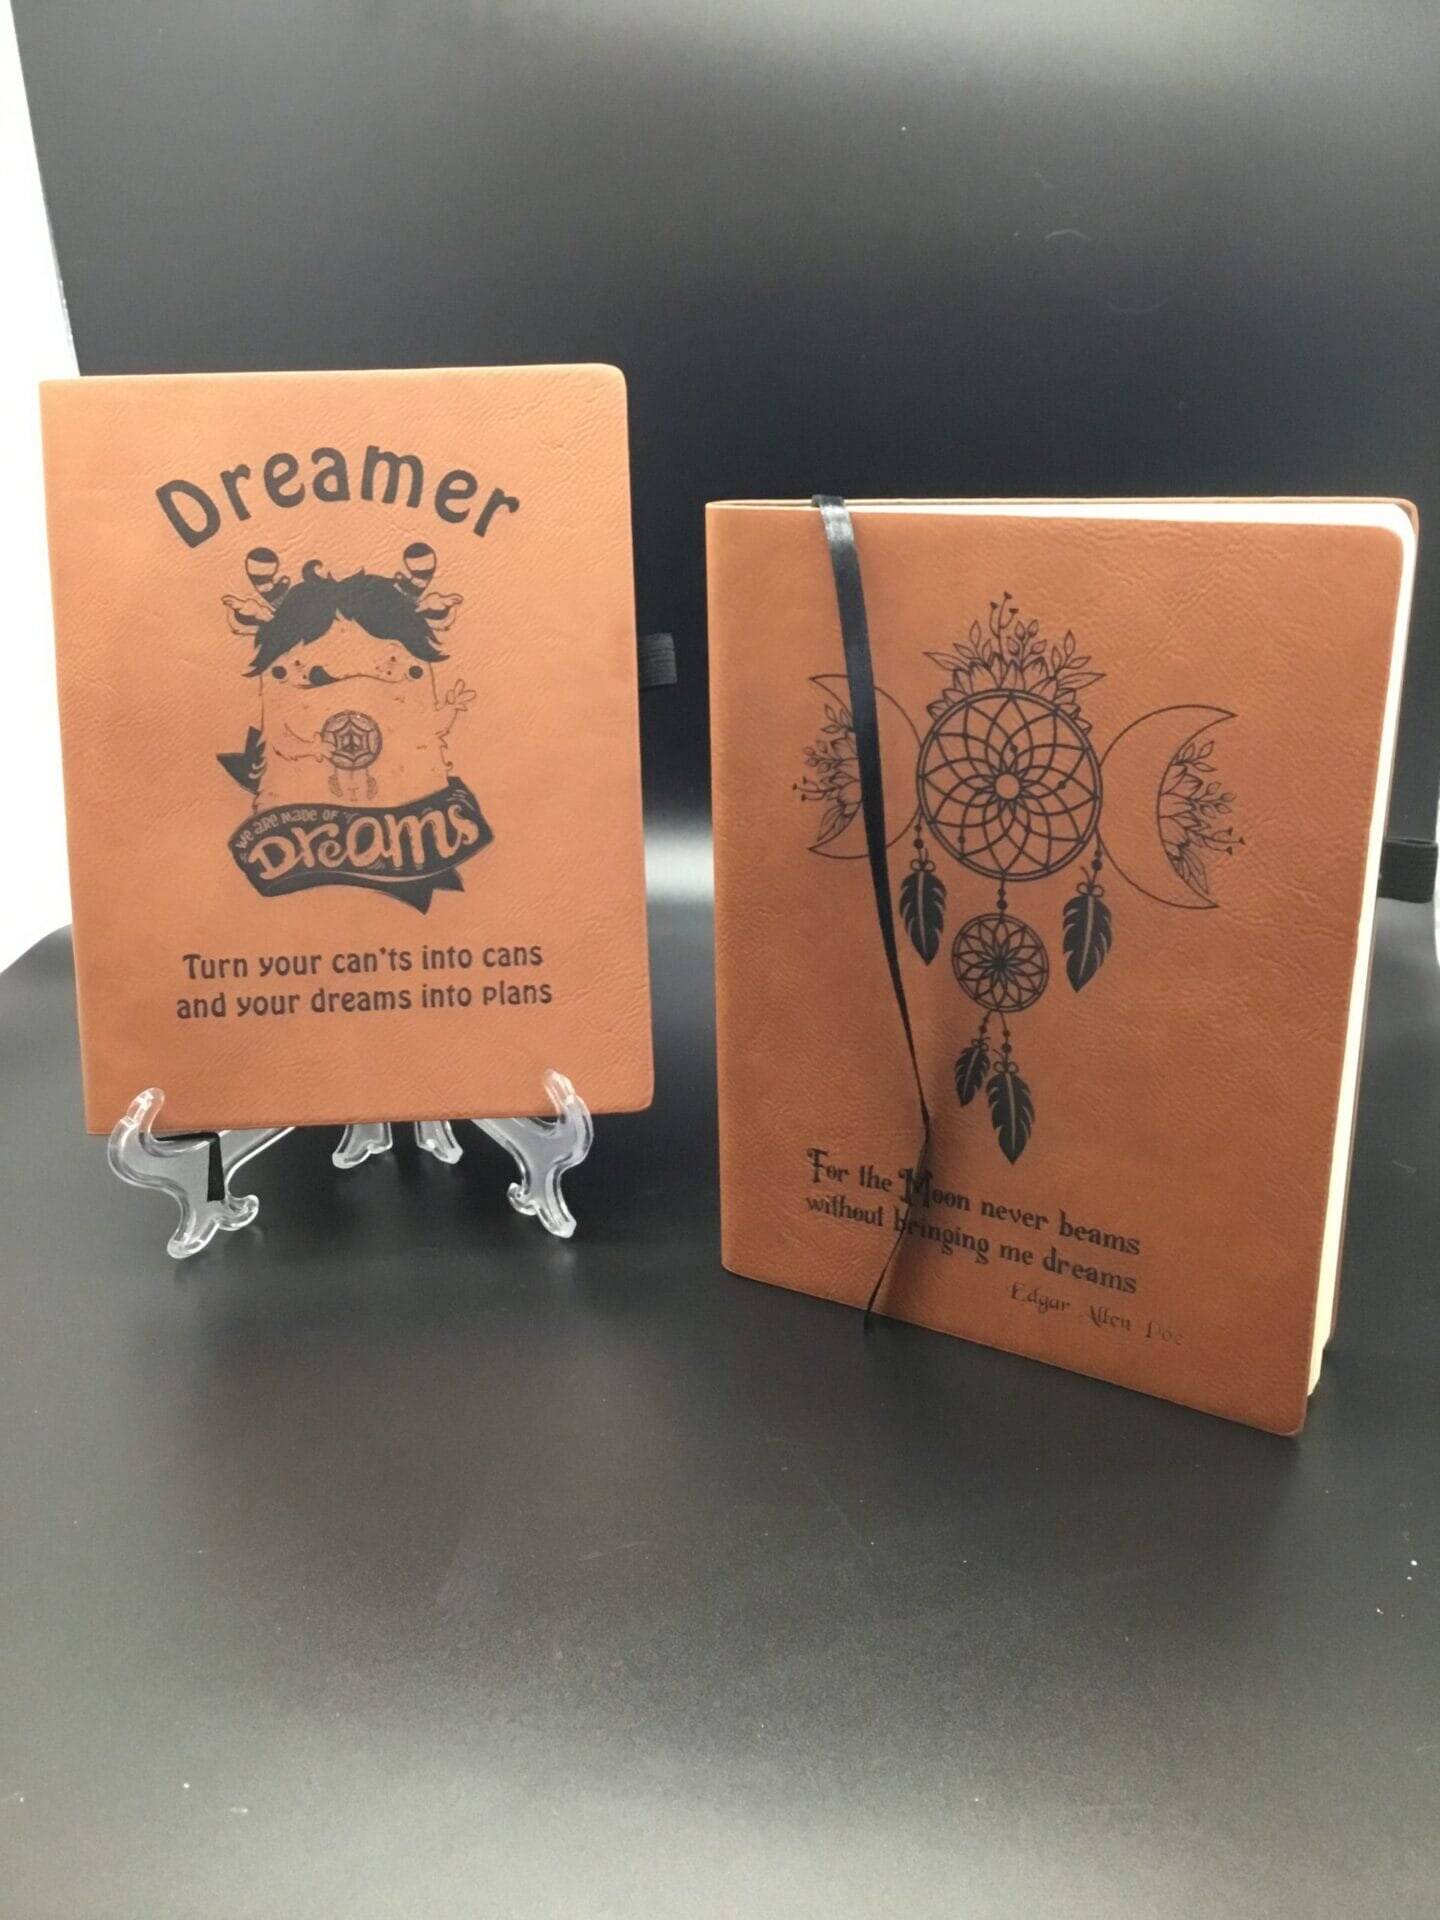 Dreamer
WE ARE MADE OF
Dreams
Turn your can'ts into cans
and your dreams into plans
For the Moon never beams
without bringing me dreams
Edgar Allen Poe